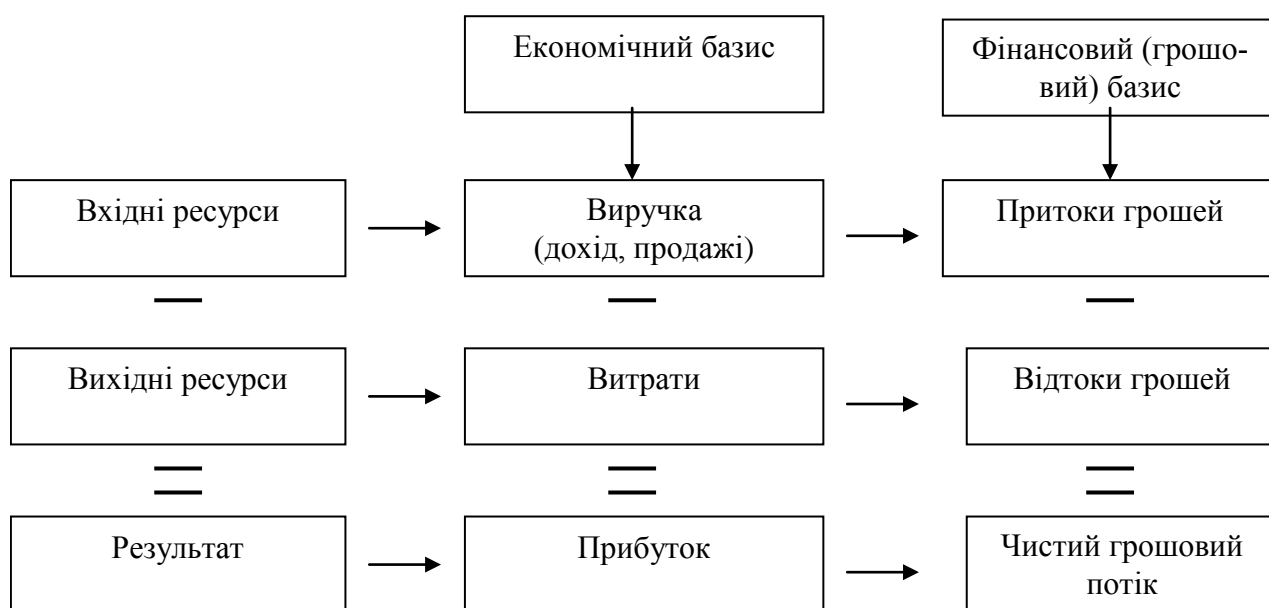 Економічний базис
Фінансовий (грошо-
вий) базис
Вхідні ресурси
Виручка
(дохід, продажі)
Притоки грошей
—
—
—
Вихідні ресурси
Витрати
Відтоки грошей
=
=
=
Результат
Прибуток
Чистий грошовий
потік